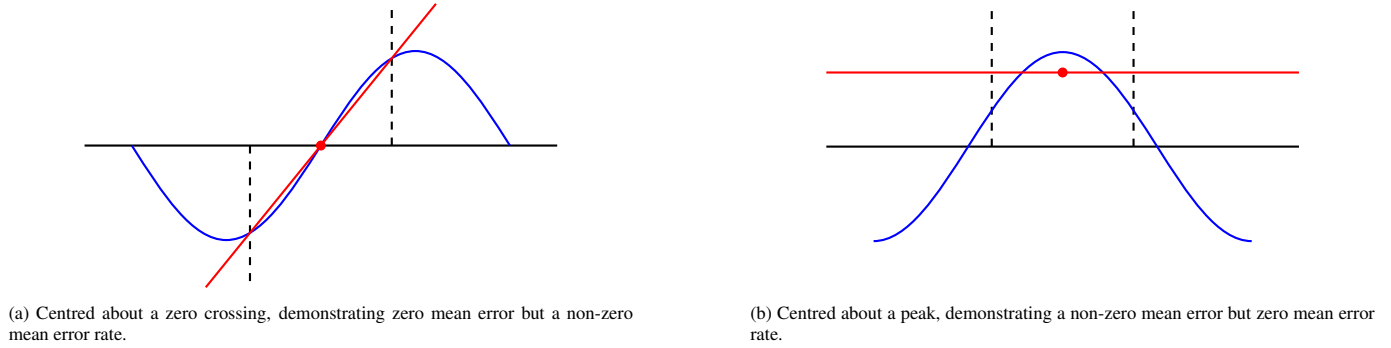 (a) Centred about a zero crossing, demonstrating zero mean error but a non-zero
mean error rate.
(b) Centred about a peak, demonstrating a non-zero mean error but zero mean error
rate.